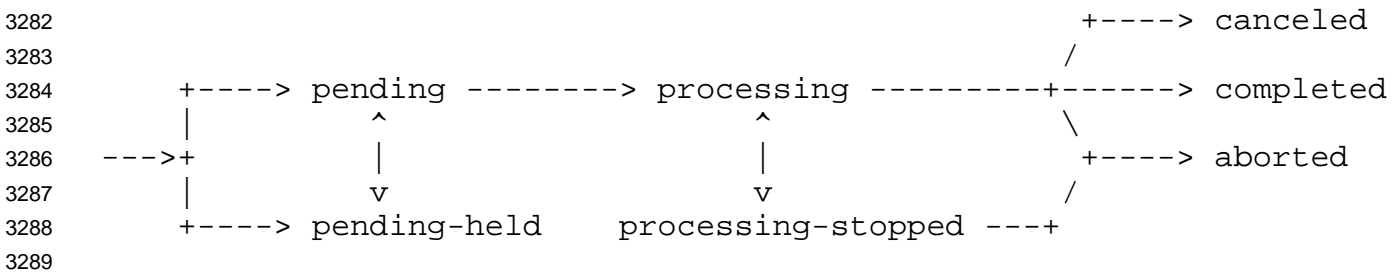 3282                                                                  +----> canceled
3283                                                                 /
3284        +----> pending --------> processing ---------+------> completed
3285        |         ^                   ^               \
3286    --->+         |                   |                +----> aborted
3287        |         v                   v               /
3288        +----> pending-held    processing-stopped ---+
3289